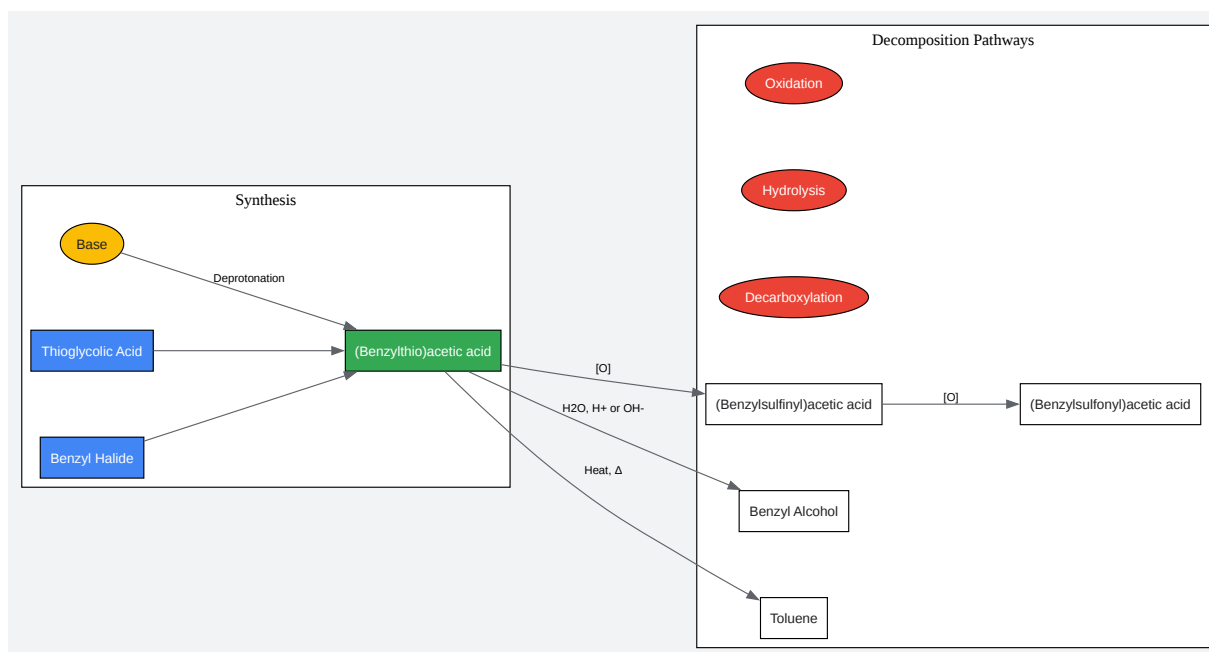 Synthesis
Base
Deprotonation
Thioglycolic Acid
(Benzylthio)acetic acid
Benzyl Halide
[O]
H2O, H+ or OH-
Heat, Δ
Decomposition Pathways
Oxidation
Hydrolysis
Decarboxylation
(Benzylsulfinyl)acetic acid
[O]
(Benzylsulfonyl)acetic acid
Benzyl Alcohol
Toluene